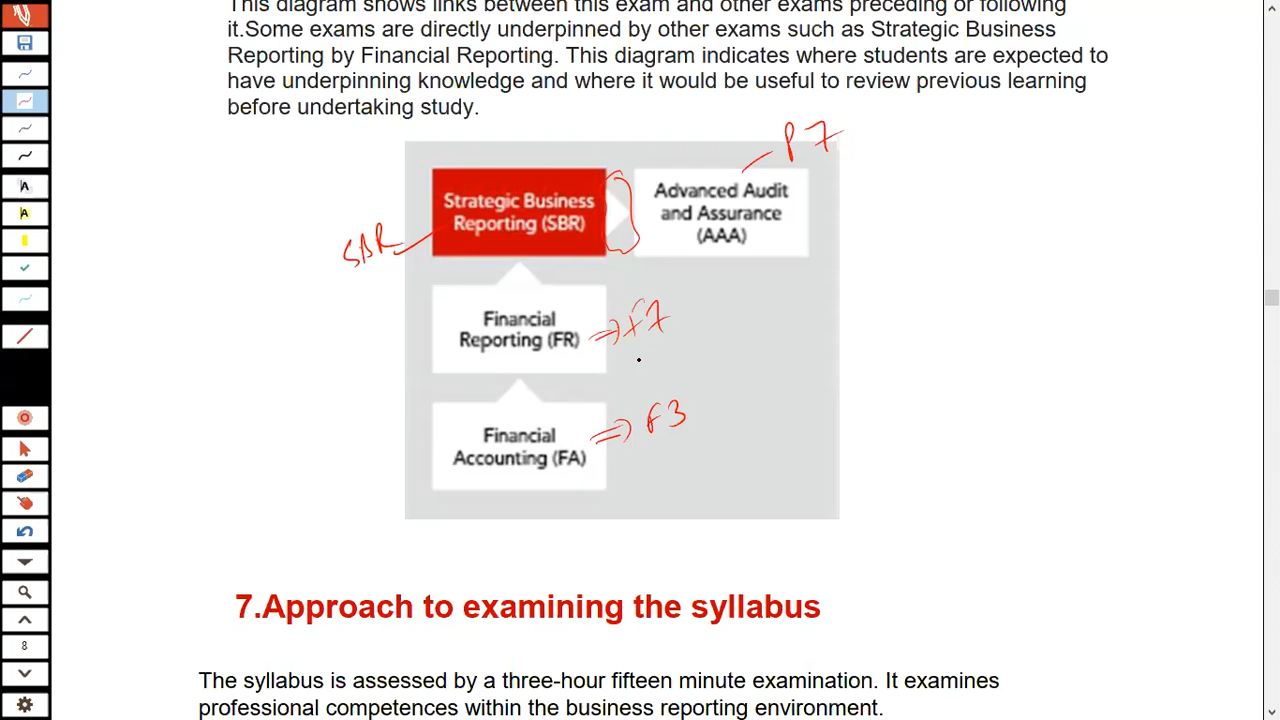 This diagram shows links between this exam and other exams preceding or following
it.Some exams are directly underpinned by other exams such as Strategic Business
Reporting by Financial Reporting. This diagram indicates where students are expected to
have underpinning knowledge and where it would be useful to review previous learning
before undertaking study.
P7
Strategic Business
Reporting (SBR)
Advanced Audit
and Assurance
(AAA)
SBR
Financial
Reporting (FR)
F7
Financial
Accounting (FA)
F3
7.Approach to examining the syllabus
The syllabus is assessed by a three-hour fifteen minute examination. It examines
professional competences within the business reporting environment.
A
A
8